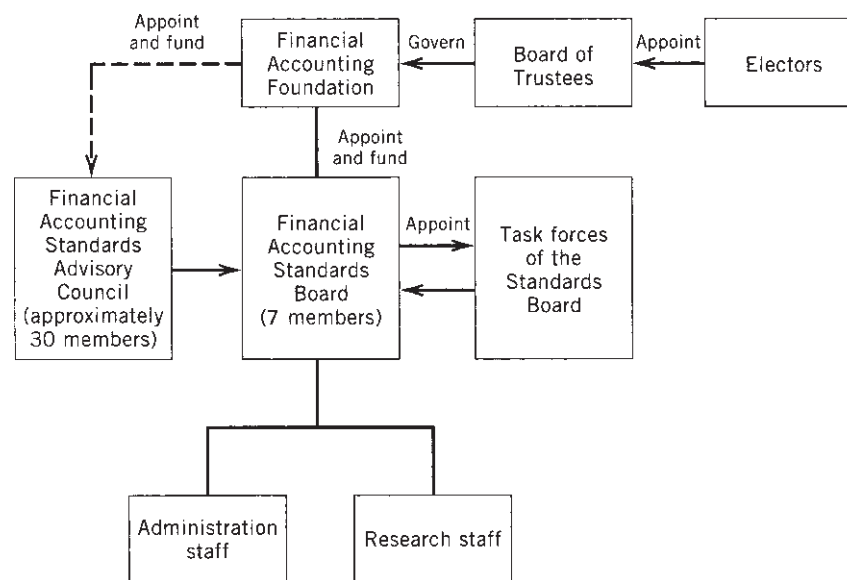 Appoint
and fund
Financial
Accounting
Foundation
Govern
Board of
Trustees
Appoint
Electors
Appoint
and fund
Financial
Accounting
Standards
Advisory
Council
(approximately
30 members)
Financial
Accounting
Standards
Board
(7 members)
Appoint
Task forces
of the
Standards
Board
Administration
staff
Research staff